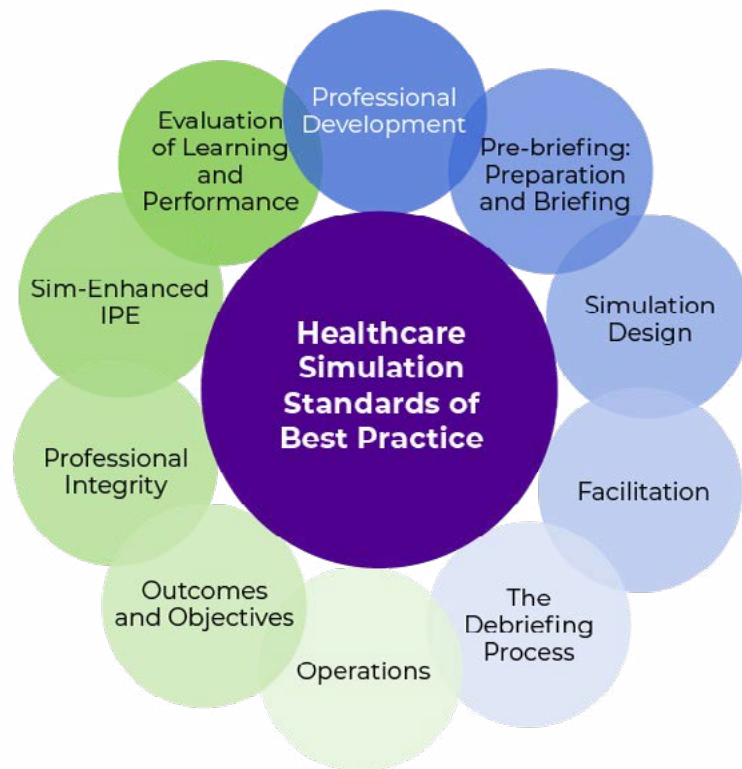 Professional
Development
Pre-briefing:
Preparation
and Briefing
Simulation
Design
Facilitation
The
Debriefing
Process
Operations
Outcomes
and Objectives
Professional
Integrity
Sim-Enhanced
IPE
Evaluation
of Learning
and
Performance
Healthcare
Simulation
Standards of
Best Practice